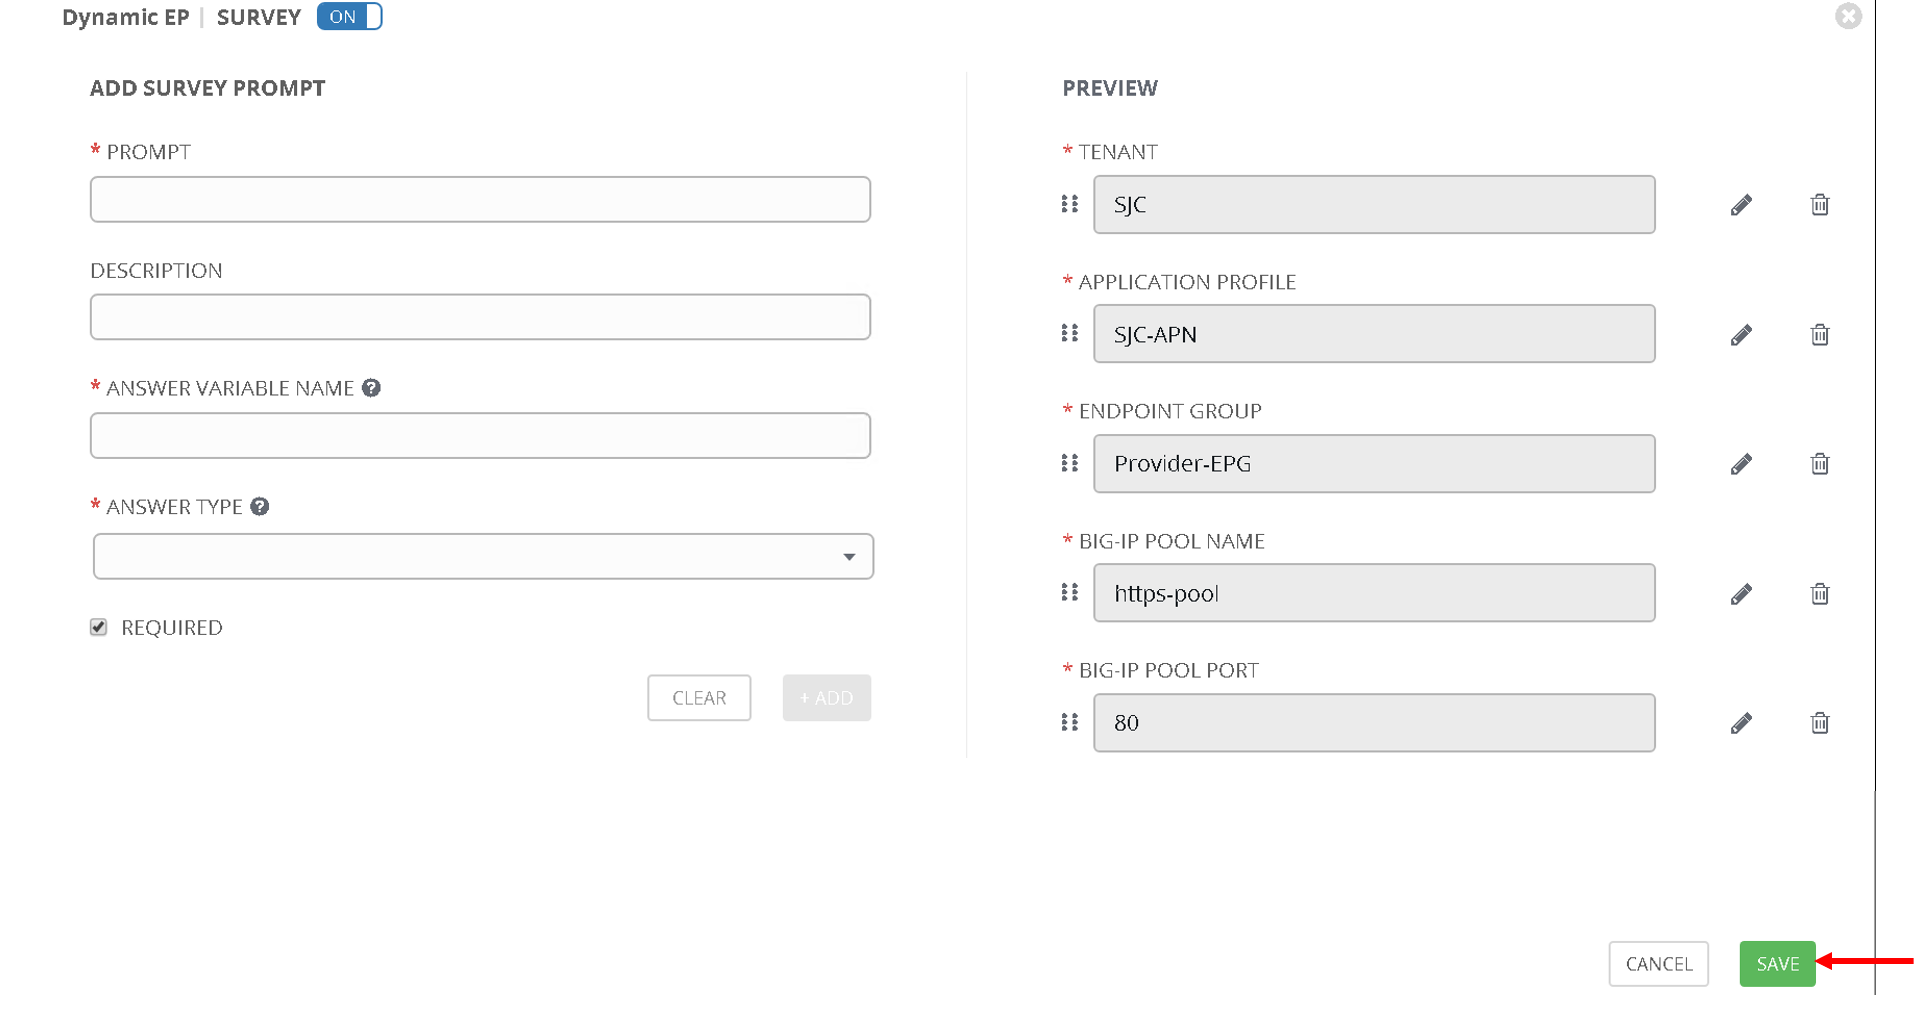 Dynamic EP | SURVEY ON
ADD SURVEY PROMPT
* PROMPT
DESCRIPTION
* ANSWER VARIABLE NAME ?
* ANSWER TYPE ?
REQUIRED
CLEAR + ADD
PREVIEW
* TENANT
SJC
* APPLICATION PROFILE
SJC-APN
* ENDPOINT GROUP
Provider-EPG
* BIG-IP POOL NAME
https-pool
* BIG-IP POOL PORT
80
CANCEL SAVE